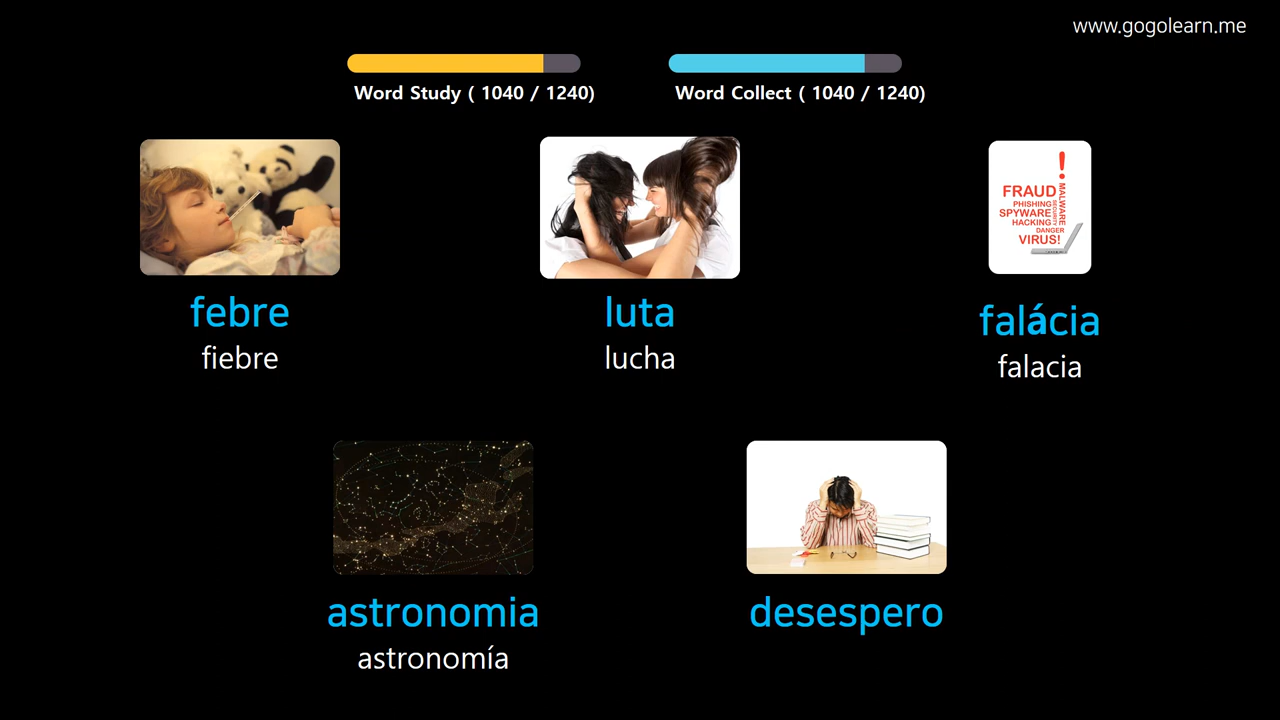 www.gogolearn.me
Word Study ( 1040 / 1240)
Word Collect ( 1040 / 1240)
FRAUD
PHISHING
SPYWARE
HACKING
DANGER
VIRUS!
MALWARE
SECURITY
!
febre
fiebre
luta
lucha
falácia
falacia
astronomia
astronomía
desespero